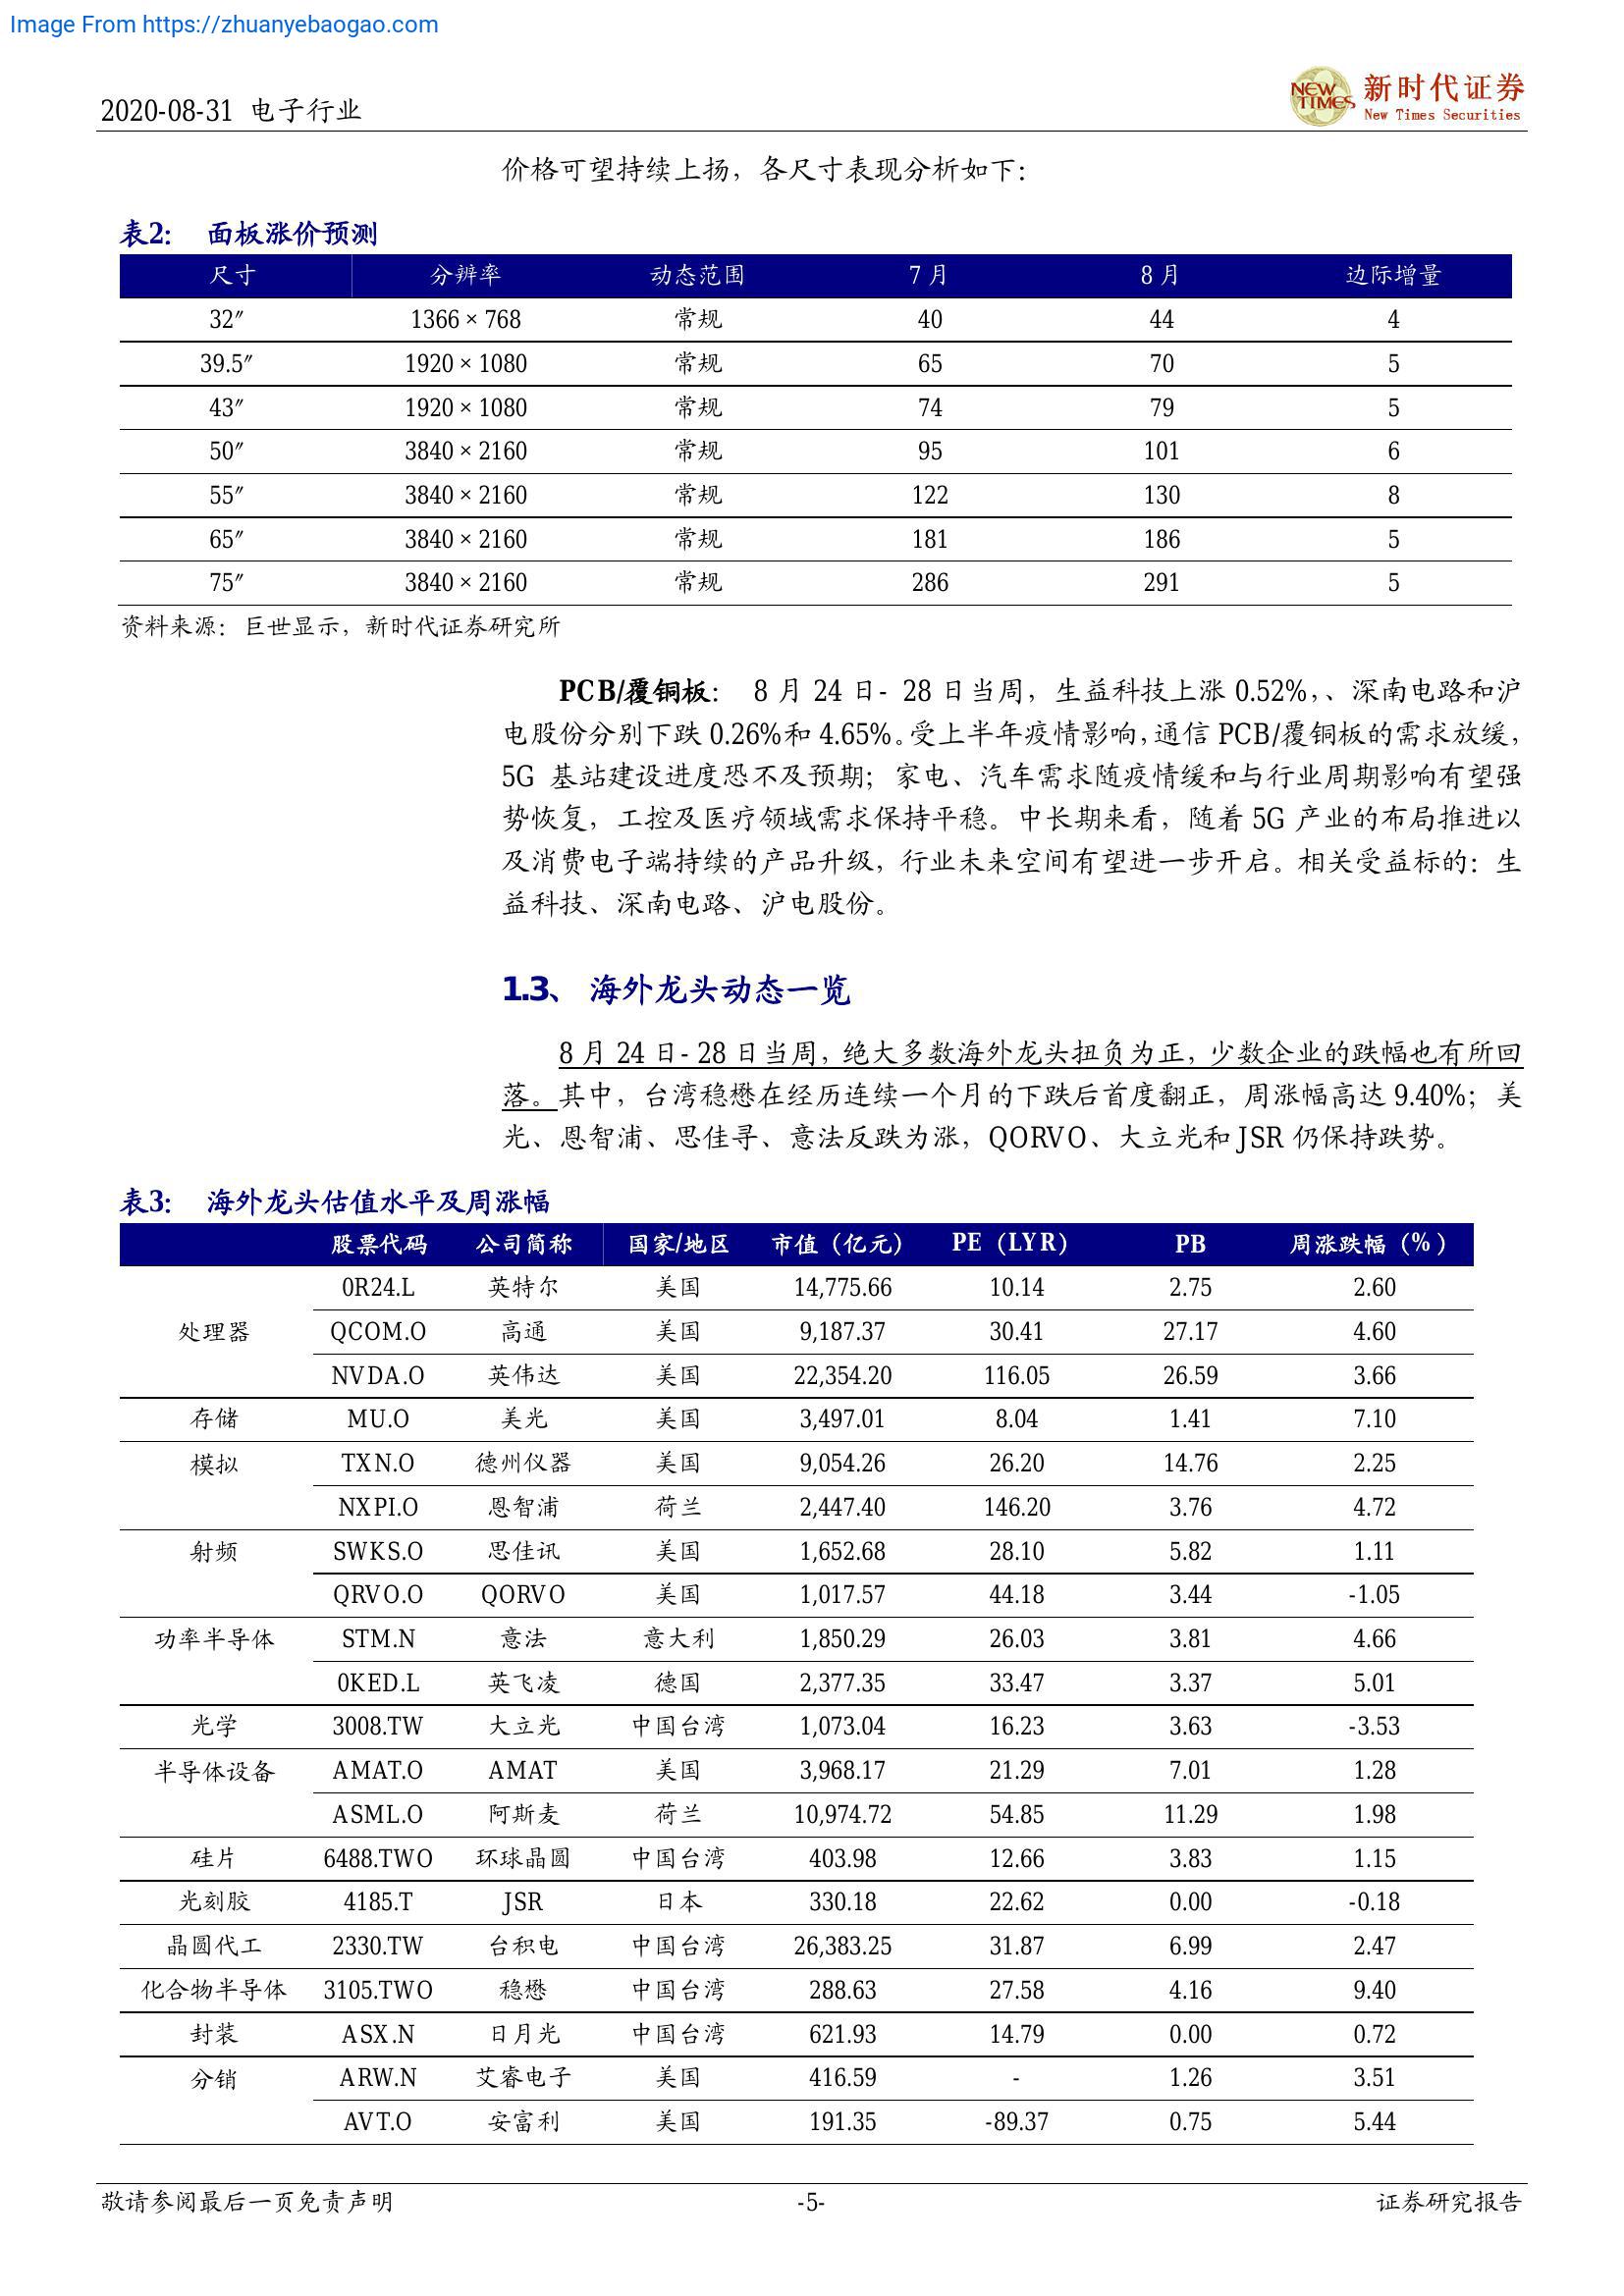 Image From https://zhuanyebaogao.com
2020-08-31 电子行业
NEW TIMES 新时代证券
New Times Securities
价格可望持续上扬，各尺寸表现分析如下：
表2： 面板涨价预测
尺寸 分辨率 动态范围 7 月 8 月 边际增量
32″ 1366 × 768 常规 40 44 4
39.5″ 1920 × 1080 常规 65 70 5
43″ 1920 × 1080 常规 74 79 5
50″ 3840 × 2160 常规 95 101 6
55″ 3840 × 2160 常规 122 130 8
65″ 3840 × 2160 常规 181 186 5
75″ 3840 × 2160 常规 286 291 5
资料来源：巨世显示，新时代证券研究所
PCB/覆铜板： 8 月 24 日- 28 日当周，生益科技上涨 0.52%，、深南电路和沪
电股份分别下跌 0.26%和 4.65%。受上半年疫情影响，通信 PCB/覆铜板的需求放缓，
5G 基站建设进度恐不及预期；家电、汽车需求随疫情缓和与行业周期影响有望强
势恢复，工控及医疗领域需求保持平稳。中长期来看，随着 5G 产业的布局推进以
及消费电子端持续的产品升级，行业未来空间有望进一步开启。相关受益标的：生
益科技、深南电路、沪电股份。
1.3、 海外龙头动态一览
8 月 24 日- 28 日当周，绝大多数海外龙头扭负为正，少数企业的跌幅也有所回
落。其中，台湾稳懋在经历连续一个月的下跌后首度翻正，周涨幅高达 9.40%；美
光、恩智浦、思佳寻、意法反跌为涨，QORVO、大立光和 JSR 仍保持跌势。
表3： 海外龙头估值水平及周涨幅
股票代码 公司简称 国家/地区 市值（亿元） PE（LYR） PB 周涨跌幅（%）
0R24.L 英特尔 美国 14,775.66 10.14 2.75 2.60
处理器 QCOM.O 高通 美国 9,187.37 30.41 27.17 4.60
NVDA.O 英伟达 美国 22,354.20 116.05 26.59 3.66
存储 MU.O 美光 美国 3,497.01 8.04 1.41 7.10
模拟 TXN.O 德州仪器 美国 9,054.26 26.20 14.76 2.25
NXPI.O 恩智浦 荷兰 2,447.40 146.20 3.76 4.72
射频 SWKS.O 思佳讯 美国 1,652.68 28.10 5.82 1.11
QRVO.O QORVO 美国 1,017.57 44.18 3.44 -1.05
功率半导体 STM.N 意法 意大利 1,850.29 26.03 3.81 4.66
0KED.L 英飞凌 德国 2,377.35 33.47 3.37 5.01
光学 3008.TW 大立光 中国台湾 1,073.04 16.23 3.63 -3.53
半导体设备 AMAT.O AMAT 美国 3,968.17 21.29 7.01 1.28
ASML.O 阿斯麦 荷兰 10,974.72 54.85 11.29 1.98
硅片 6488.TWO 环球晶圆 中国台湾 403.98 12.66 3.83 1.15
光刻胶 4185.T JSR 日本 330.18 22.62 0.00 -0.18
晶圆代工 2330.TW 台积电 中国台湾 26,383.25 31.87 6.99 2.47
化合物半导体 3105.TWO 稳懋 中国台湾 288.63 27.58 4.16 9.40
封装 ASX.N 日月光 中国台湾 621.93 14.79 0.00 0.72
分销 ARW.N 艾睿电子 美国 416.59 - 1.26 3.51
AVT.O 安富利 美国 191.35 -89.37 0.75 5.44
敬请参阅最后一页免责声明 -5- 证券研究报告